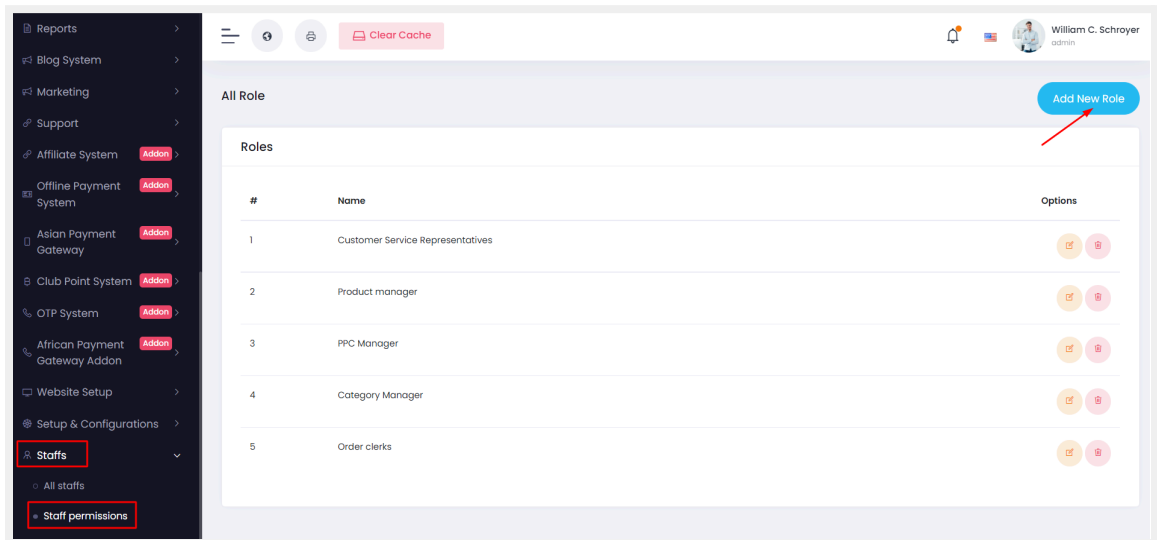 Reports
Blog System
Marketing
Support
Affiliate System Addon
Offline Payment Addon
System
Asian Payment Addon
Gateway
Club Point System Addon
OTP System Addon
African Payment Addon
Gateway Addon
Website Setup
Setup & Configurations
Staffs
All staffs
Staff permissions
Clear Cache
William C. Schroyer
admin
All Role
Add New Role
Roles
# Name Options
1 Customer Service Representatives
2 Product manager
3 PPC Manager
4 Category Manager
5 Order clerks